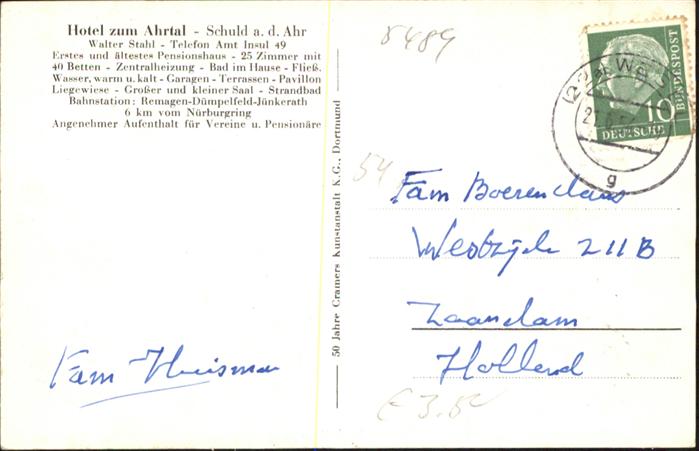 Hotel zum Ahrtal - Schuld a. d. Ahr
Walter Stahl - Telefon Amt Insul 49
Erstes und ältestes Pensionshaus - 25 Zimmer mit
40 Betten - Zentralheizung - Bad im Hause - Fließ.
Wasser, warm u. kalt - Garagen - Terrassen - Pavillon
Liegewiese - Großer und kleiner Saal - Strandbad
Bahnstation: Remagen-Dümpelfeld-Jünkerath
6 km vom Nürburgring
Angenehmer Aufenthalt für Vereine u. Pensionäre
Fam Huisman
50 Jahre Cramers Kunstanstalt K.G., Dortmund
8489
10
DEUTSCHE
BUNDESPOST
g
54
Fam Boerenclaus
Westzijde 211B
Zaandam
Holland